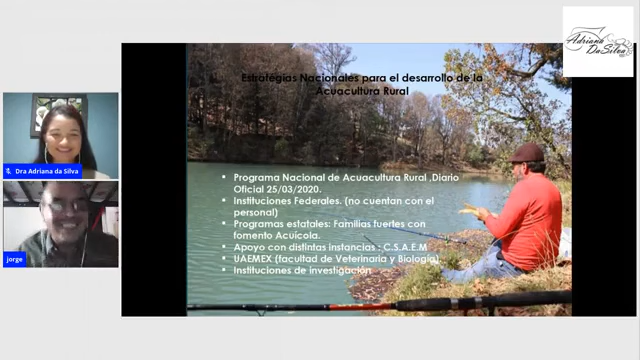 Adriana
DaSilva
Estrategias Nacionales para el desarrollo de la
Acuacultura Rural
Programa Nacional de Acuacultura Rural ,Diario
Oficial 25/03/2020.
Instituciones Federales. (no cuentan con el
personal)
Programas estatales: Familias fuertes con
fomento Acuícola.
Apoyo con distintas instancias : C.S.A.E.M
UAEMEX (facultad de Veterinaria y Biología).
Instituciones de investigación
Dra Adriana da Silva
jorge